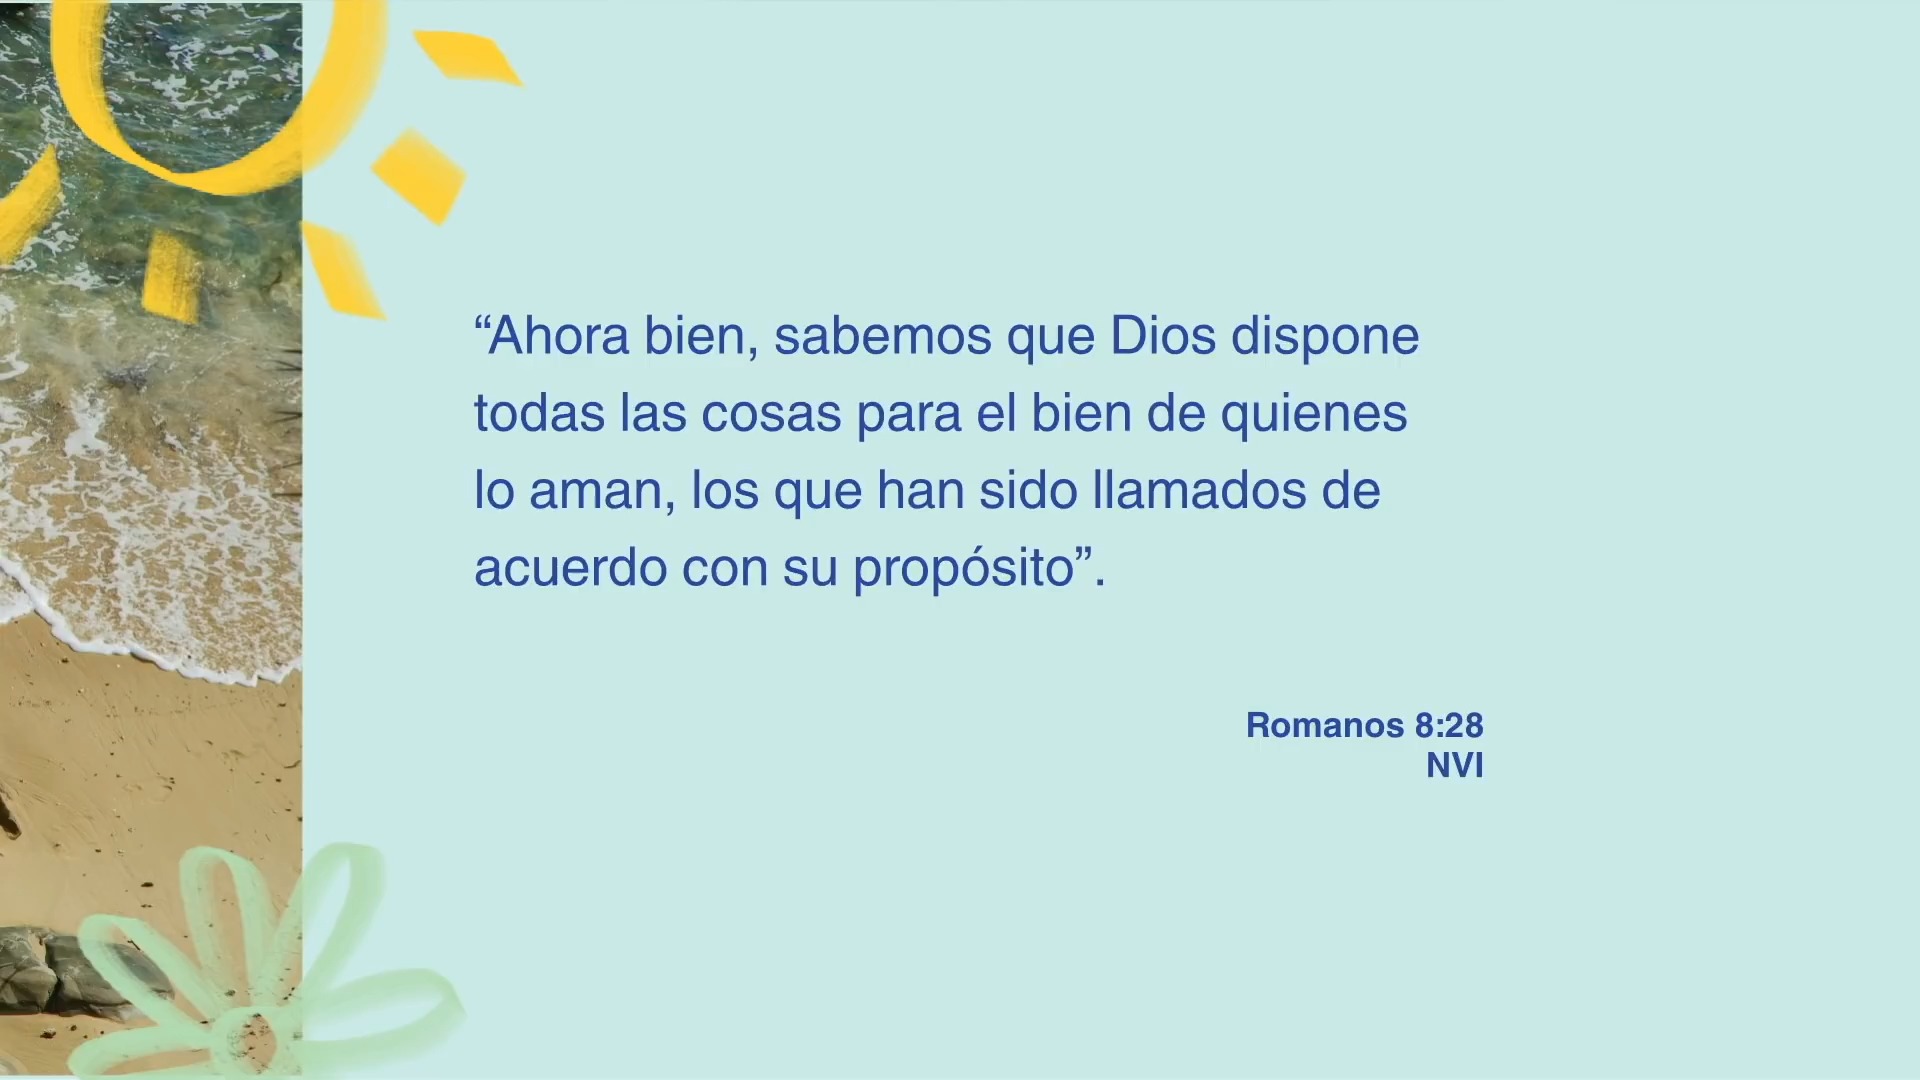 “Ahora bien, sabemos que Dios dispone
todas las cosas para el bien de quienes
lo aman, los que han sido llamados de
acuerdo con su propósito”.
Romanos 8:28
NVI